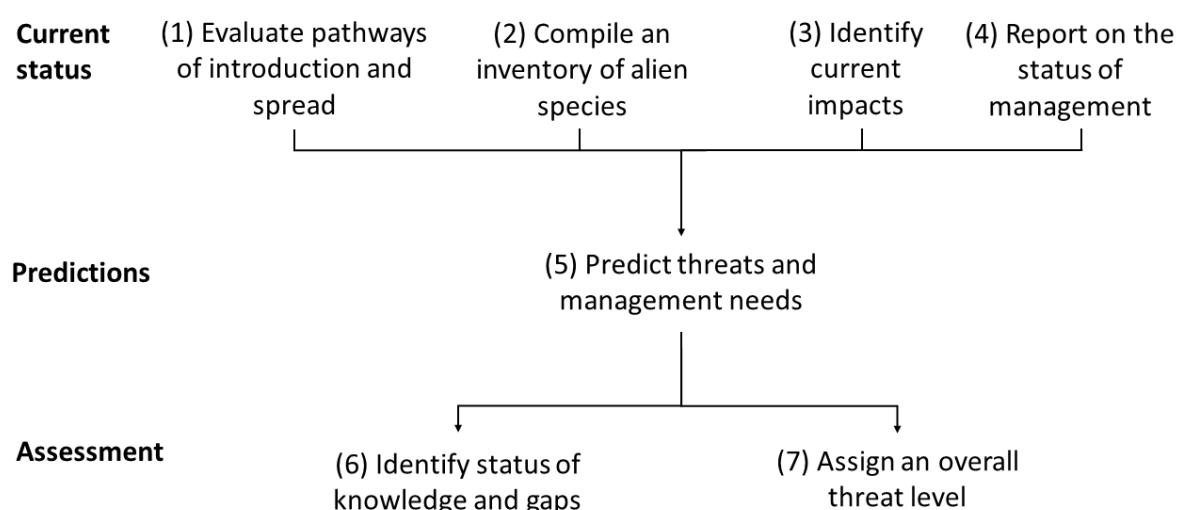 Current
status
(1) Evaluate pathways
of introduction and
spread
(2) Compile an
inventory of alien
species
(3) Identify
current
impacts
(4) Report on the
status of
management
Predictions
(5) Predict threats and
management needs
Assessment
(6) Identify status of
knowledge and gaps
(7) Assign an overall
threat level